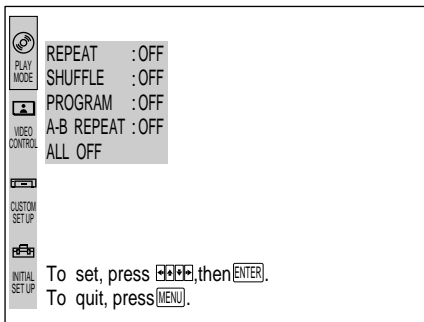 PLAY
MODE
VIDEO
CONTROL
CUSTOM
SET UP
INITIAL
SET UP
REPEAT :OFF
SHUFFLE :OFF
PROGRAM :OFF
A-B REPEAT :OFF
ALL OFF
To set, press ,then ENTER.
To quit, press MENU.